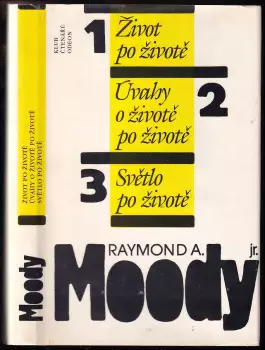 KLUB
ČTENÁŘŮ
ODEON
ŽIVOT PO ŽIVOTĚ
ÚVAHY O ŽIVOTĚ PO ŽIVOTĚ
SVĚTLO PO ŽIVOTĚ
Moody
1 Život
po životě
Úvahy 2
o životě
po životě
3 Světlo
po životě
RAYMOND A. jr.
Moody